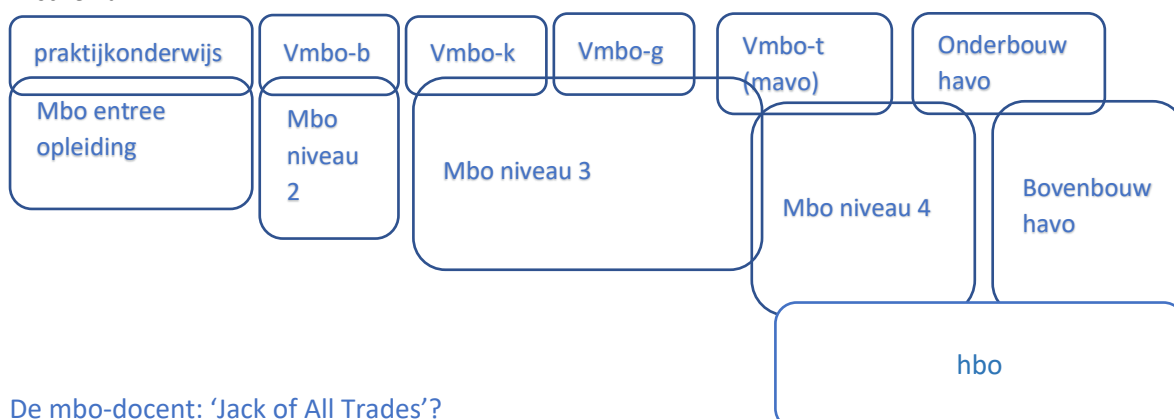 praktijkonderwijs
Vmbo-b
Vmbo-k
Vmbo-g
Vmbo-t
(mavo)
Onderbouw
havo
Mbo entree
opleiding
Mbo
niveau
2
Mbo niveau 3
Mbo niveau 4
Bovenbouw
havo
hbo
De mbo-docent: ‘Jack of All Trades’?